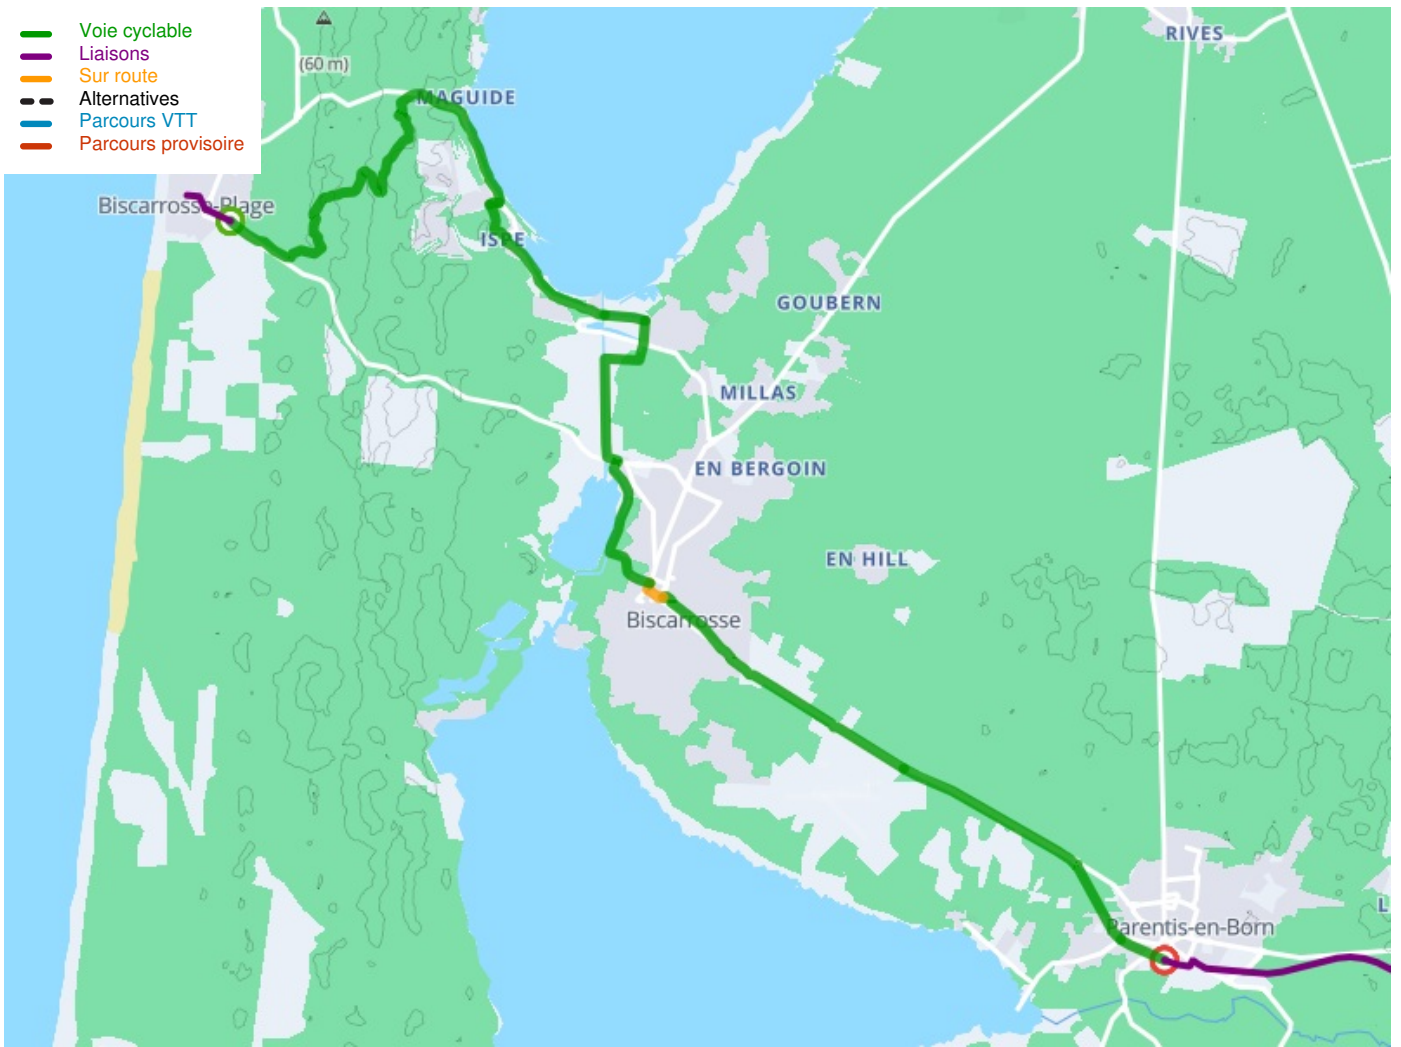 Voie cyclable
Liaisons
Sur route
Alternatives
Parcours VTT
Parcours provisoire
RIVES
(60 m)
MAGUIDE
Biscarrosse-Plage
ISPE
GOUBERN
MILLAS
EN BERGOIN
EN HILL
Biscarrosse
L
Parentis-en-Born